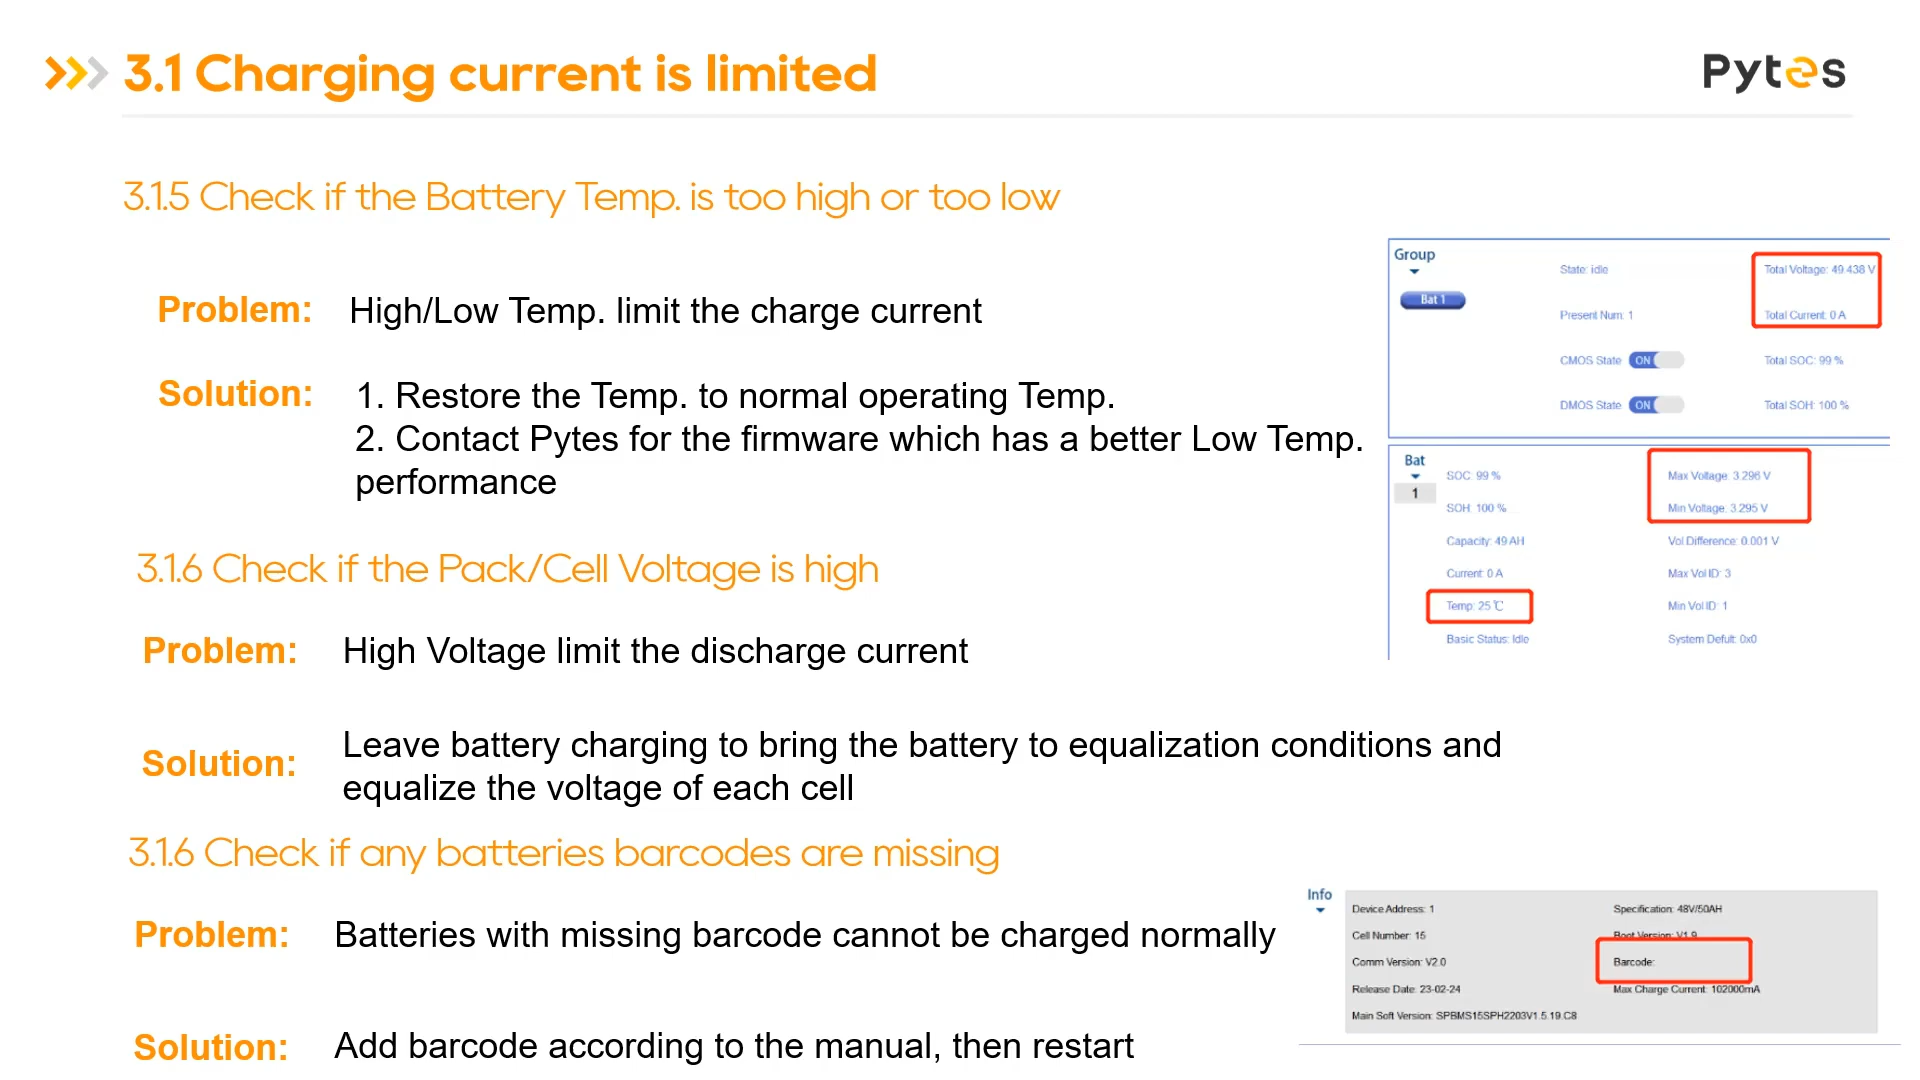 3.1 Charging current is limited
Pytes
3.1.5 Check if the Battery Temp. is too high or too low
Problem: High/Low Temp. limit the charge current
Solution: 1. Restore the Temp. to normal operating Temp.
2. Contact Pytes for the firmware which has a better Low Temp.
performance
Group
Bat 1
State: idle
Total Voltage: 49.438 V
Present Num: 1
Total Current: 0 A
CMOS State ON
Total SOC: 99 %
DMOS State ON
Total SOH: 100 %
Bat
1
SOC: 99 %
Max Voltage: 3.296 V
SOH: 100 %
Min Voltage: 3.295 V
Capacity: 49 AH
Vol Difference: 0.001 V
Current: 0 A
Max Vol ID: 3
Temp: 25℃
Min Vol ID: 1
Basic Status: Idle
System Defult: 0x0
3.1.6 Check if the Pack/Cell Voltage is high
Problem: High Voltage limit the discharge current
Solution: Leave battery charging to bring the battery to equalization conditions and
equalize the voltage of each cell
3.1.6 Check if any batteries barcodes are missing
Problem: Batteries with missing barcode cannot be charged normally
Solution: Add barcode according to the manual, then restart
Info
Device Address: 1
Specification: 48V/50AH
Cell Number: 15
Boot Version: V1.9
Comm Version: V2.0
Barcode:
Release Date: 23-02-24
Max Charge Current: 102000mA
Main Soft Version: SPBMS15SPH2203V1.5.19.C8